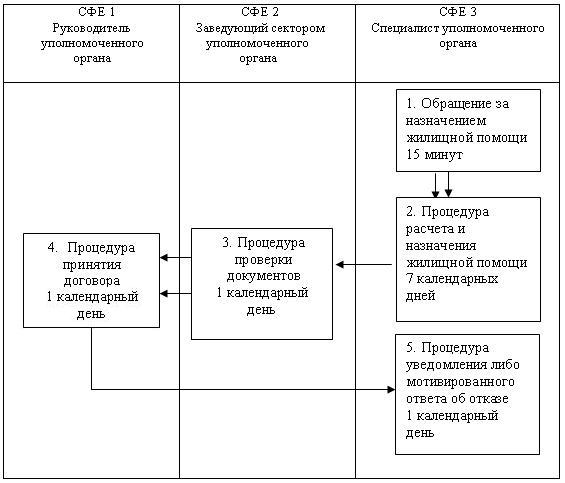 СФЕ 1
Руководитель
уполномоченного
органа
СФЕ 2
Заведующий сектором
уполномоченного
органа
СФЕ 3
Специалист уполномоченного
органа
1. Обращение за
назначением
жилищной помощи
15 минут
2. Процедура
расчета и
назначения
жилищной помощи
7 календарных
дней
3. Процедура
проверки
документов
1 календарный
день
4. Процедура
принятия
договора
1 календарный
день
5. Процедура
уведомления либо
мотивированного
ответа об отказе
1 календарный
день